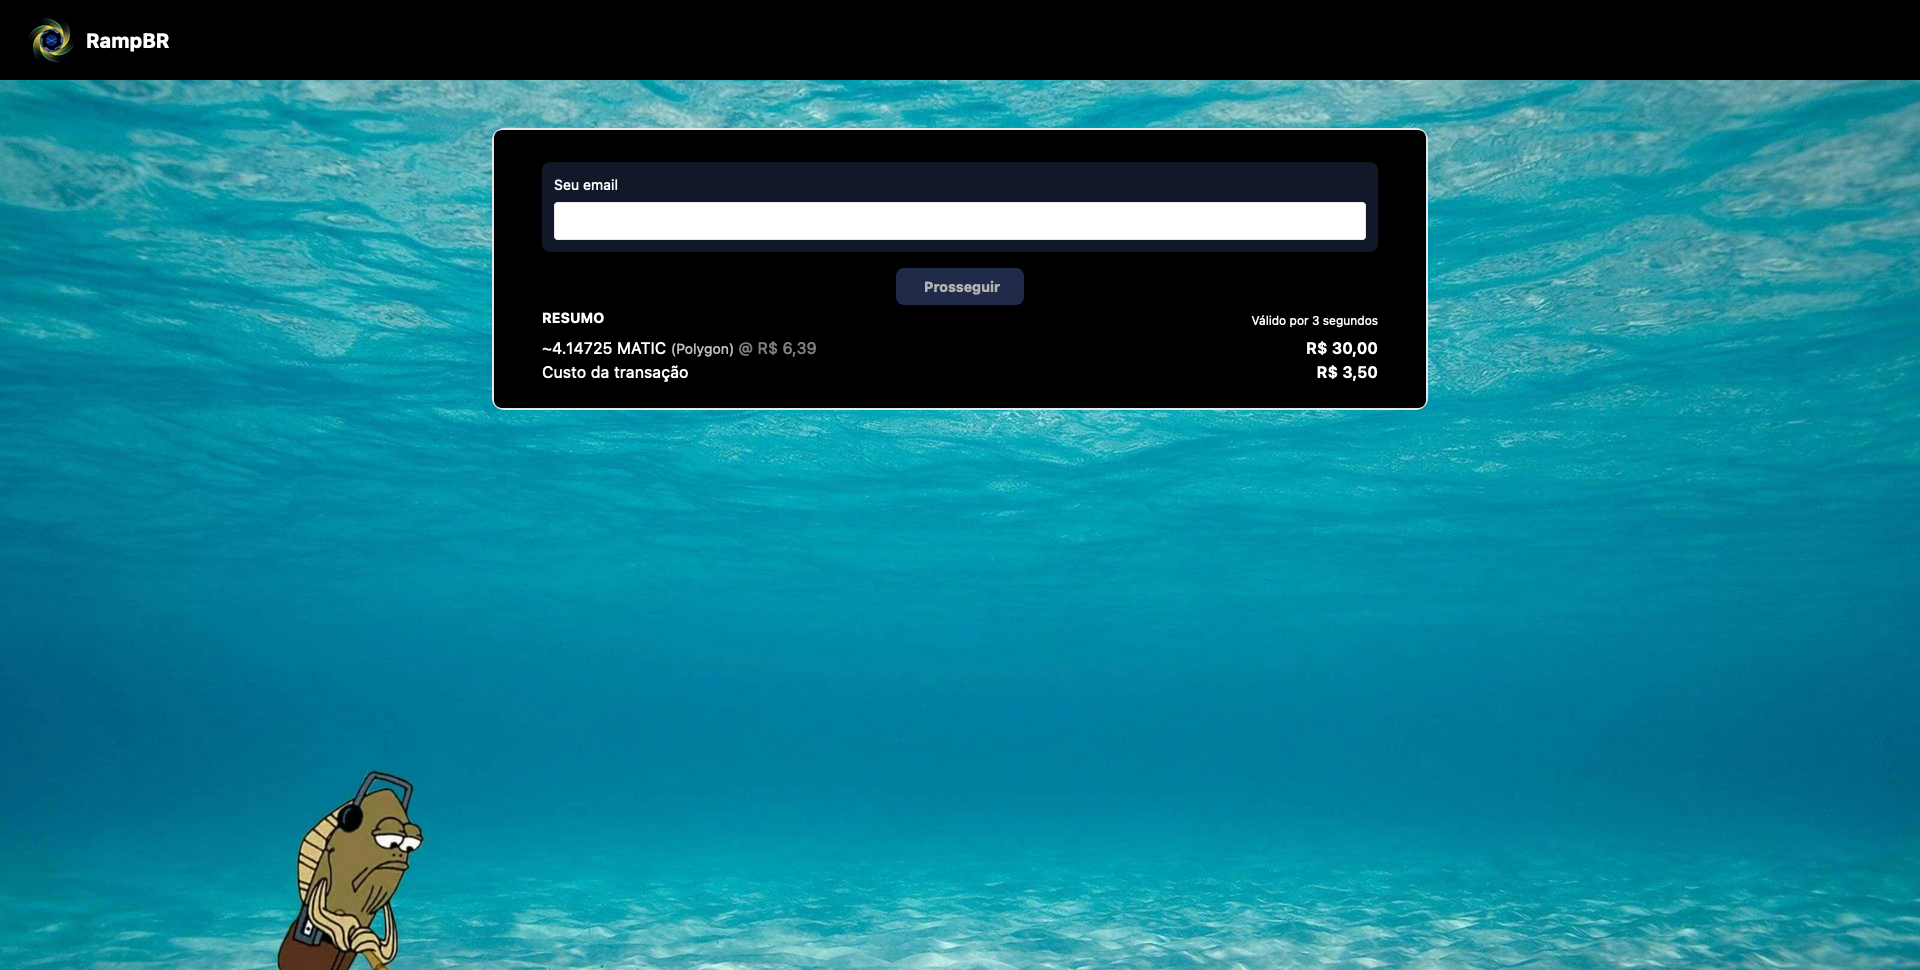 RampBR
Seu email
Prosseguir
RESUMO
Válido por 3 segundos
~4.14725 MATIC (Polygon) @ R$ 6,39
R$ 30,00
Custo da transação
R$ 3,50